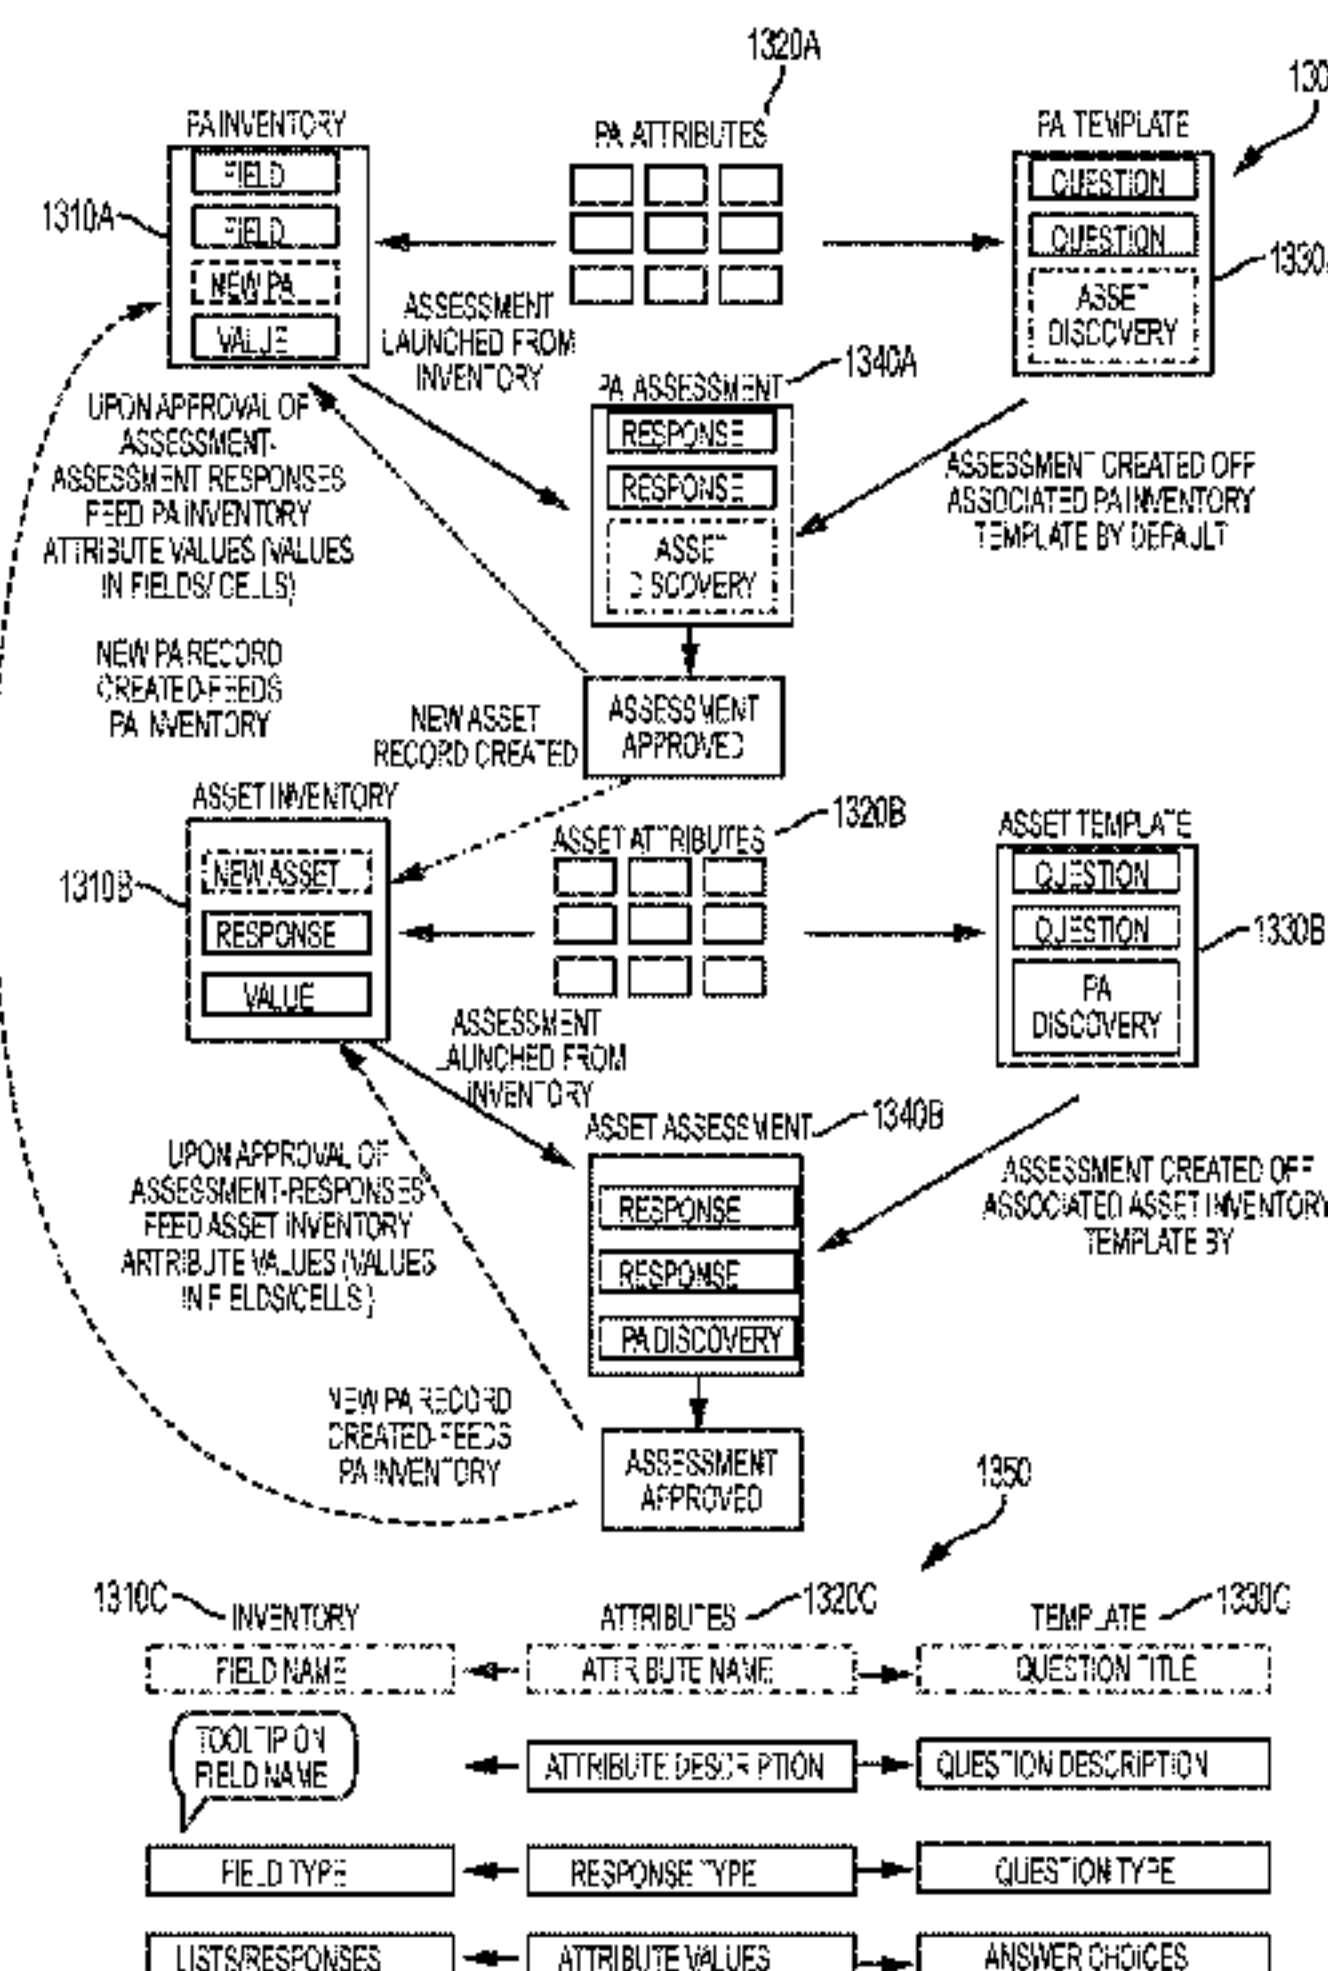 1320A
130
PA INVENTORY
PA ATTRIBUTES
PA TEMPLATE
FIELD
FIELD
NEW PA
VALUE
1310A
QUESTION
QUESTION
ASSET
DISCOVERY
1330
ASSESSMENT
LAUNCHED FROM
INVENTORY
1340A
PA ASSESSMENT
RESPONSE
RESPONSE
ASSET
DISCOVERY
UPON APPROVAL OF
ASSESSMENT-
ASSESSMENT RESPONSES
FEED PA INVENTORY
ATTRIBUTE VALUES (VALUES
IN FIELDS/ CELLS)
ASSESSMENT CREATED OFF
ASSOCIATED PA INVENTORY
TEMPLATE BY DEFAULT
NEW PA RECORD
CREATED-FEEDS
PA INVENTORY
NEW ASSET
RECORD CREATED
ASSESSMENT
APPROVED
ASSET INVENTORY
1310B
NEW ASSET
RESPONSE
VALUE
ASSET ATTRIBUTES
1320B
ASSET TEMPLATE
QUESTION
QUESTION
PA
DISCOVERY
1330B
ASSESSMENT
LAUNCHED FROM
INVENTORY
ASSET ASSESSMENT
1340B
RESPONSE
RESPONSE
PA DISCOVERY
UPON APPROVAL OF
ASSESSMENT-RESPONSES
FEED ASSET INVENTORY
ARTRIBUTE VALUES (VALUES
IN FIELDS/CELLS)
ASSESSMENT CREATED OFF
ASSOCIATED ASSET INVENTORY
TEMPLATE BY
NEW PA RECORD
CREATED-FEEDS
PA INVENTORY
ASSESSMENT
APPROVED
1350
1310C
INVENTORY
ATTRIBUTES
1320C
TEMPLATE
1330C
FIELD NAME
ATTRIBUTE NAME
QUESTION TITLE
TOOLTIP ON
FIELD NAME
ATTRIBUTE DESCRIPTION
QUESTION DESCRIPTION
FIELD TYPE
RESPONSE TYPE
QUESTION TYPE
LISTS/RESPONSES
ATTRIBUTE VALUES
ANSWER CHOICES